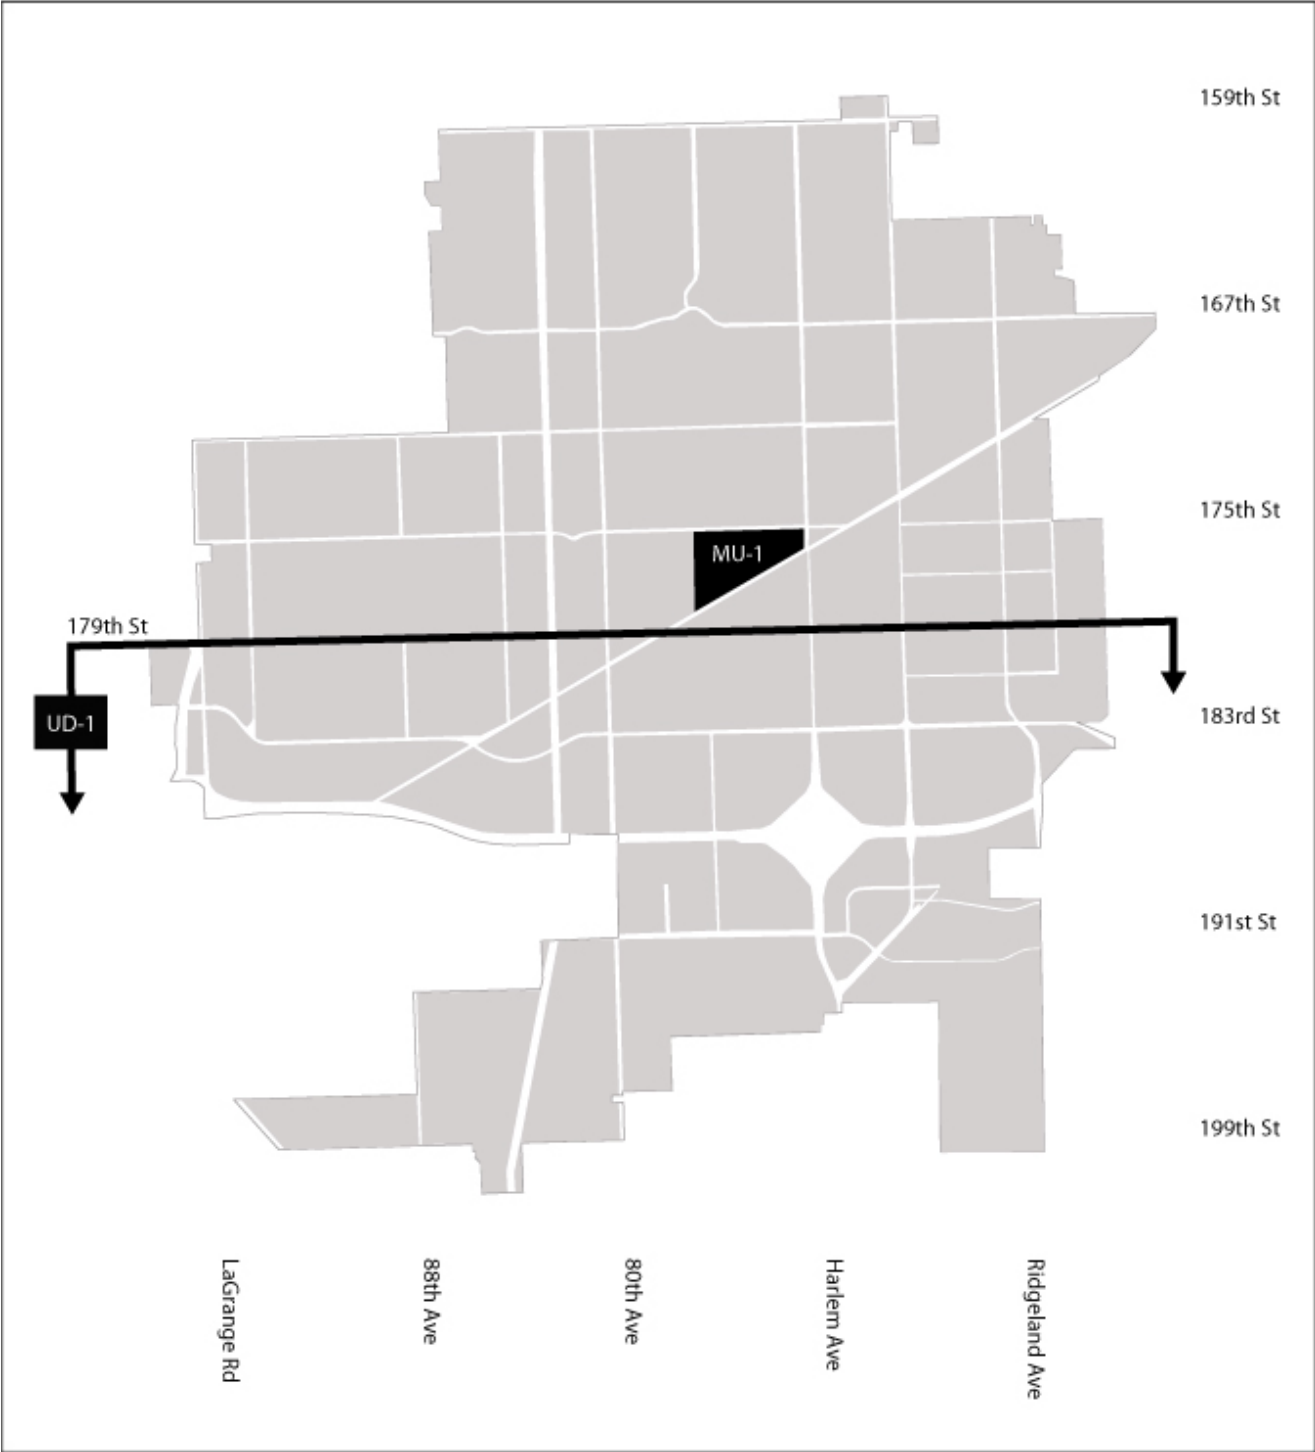 159th St
167th St
175th St
MU-1
179th St
UD-1
183rd St
191st St
199th St
LaGrange Rd
88th Ave
80th Ave
Harlem Ave
Ridgeland Ave